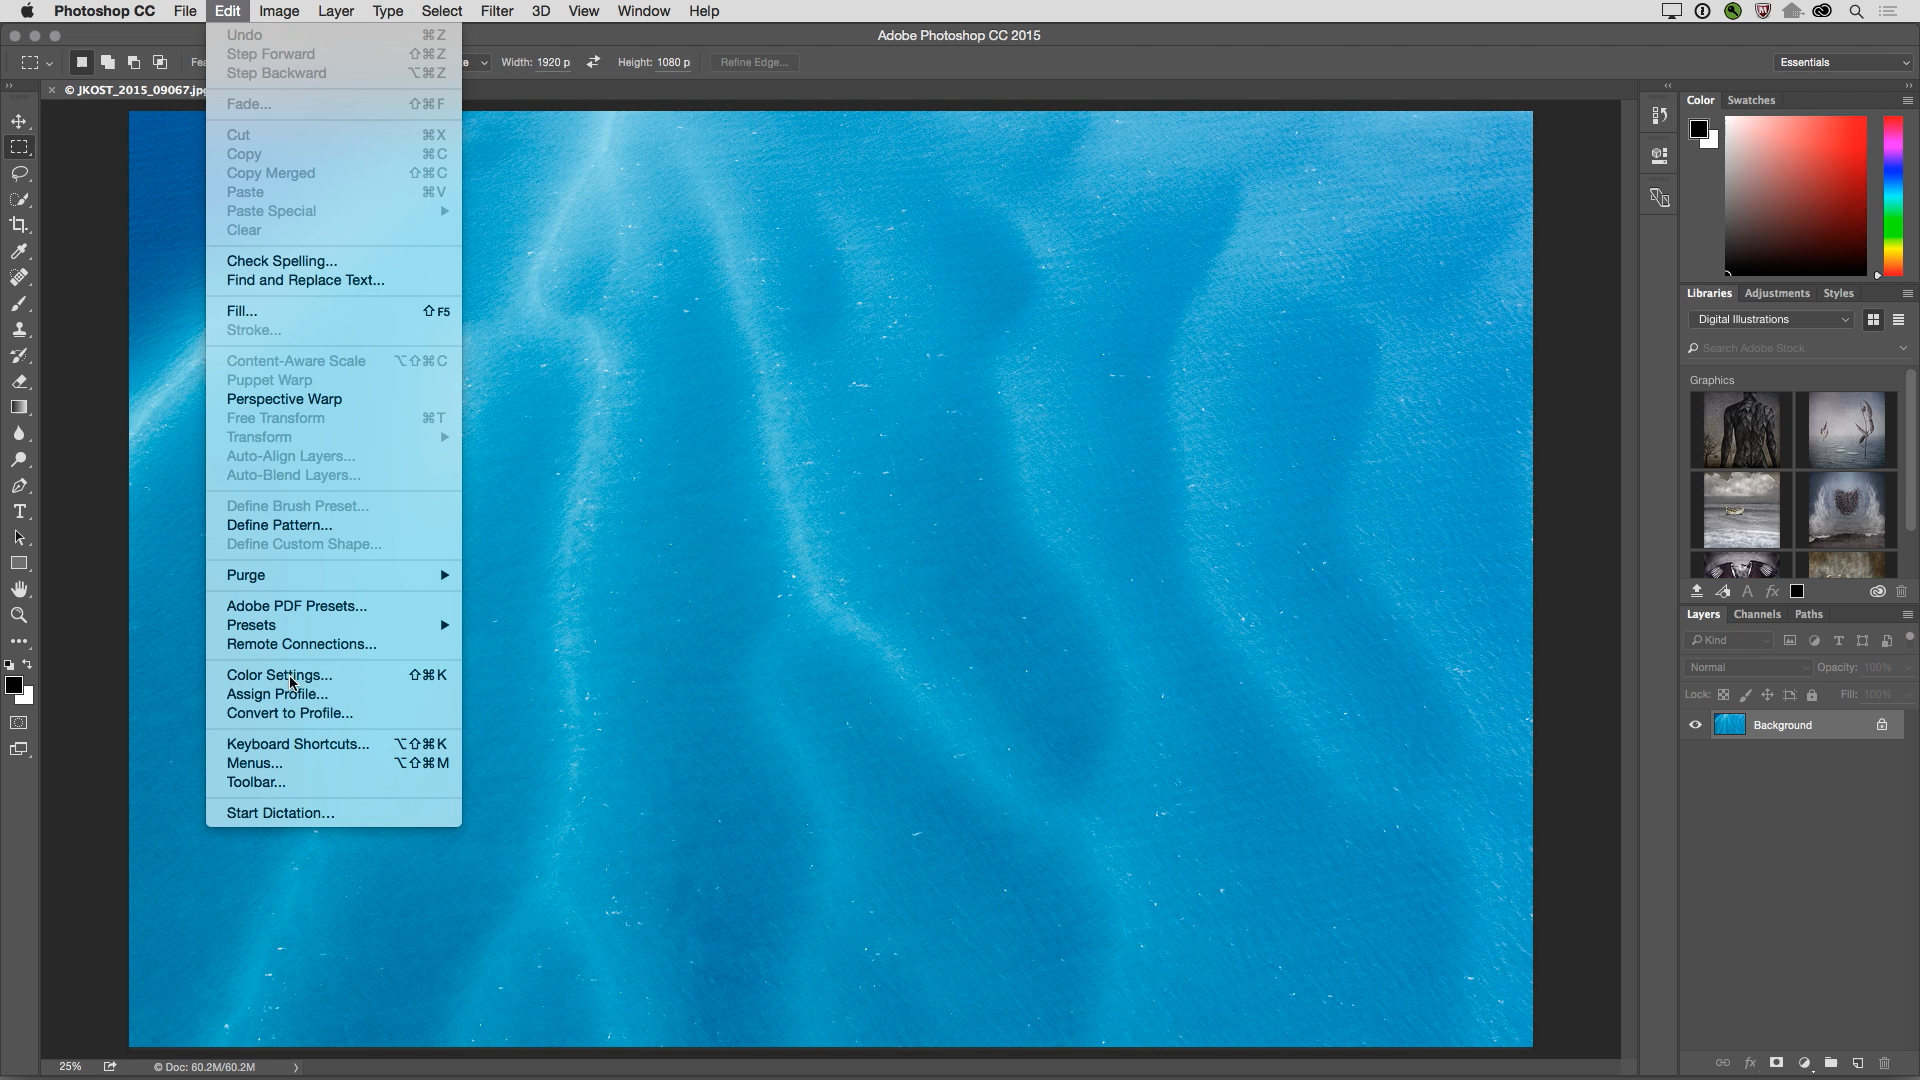 Photoshop CC File Edit Image Layer Type Select Filter 3D View Window Help
Adobe Photoshop CC 2015
Fea
Width: 1920 p Height: 1080 p Refine Edge... Essentials
© JKOST_2015_09067.jpg
Undo ⌘Z
Step Forward ⇧⌘Z
Step Backward ⌥⌘Z
Fade... ⇧⌘F
Cut ⌘X
Copy ⌘C
Copy Merged ⇧⌘C
Paste ⌘V
Paste Special
Clear
Check Spelling...
Find and Replace Text...
Fill... ⇧F5
Stroke...
Content-Aware Scale ⌥⇧⌘C
Puppet Warp
Perspective Warp
Free Transform ⌘T
Transform
Auto-Align Layers...
Auto-Blend Layers...
Define Brush Preset...
Define Pattern...
Define Custom Shape...
Purge
Adobe PDF Presets...
Presets
Remote Connections...
Color Settings... ⇧⌘K
Assign Profile...
Convert to Profile...
Keyboard Shortcuts... ⌥⇧⌘K
Menus... ⌥⇧⌘M
Toolbar...
Start Dictation...
Color Swatches
Libraries Adjustments Styles
Digital Illustrations
Search Adobe Stock
Graphics
Layers Channels Paths
Kind
Normal Opacity: 100%
Lock: Fill: 100%
Background
25% © Doc: 60.2M/60.2M